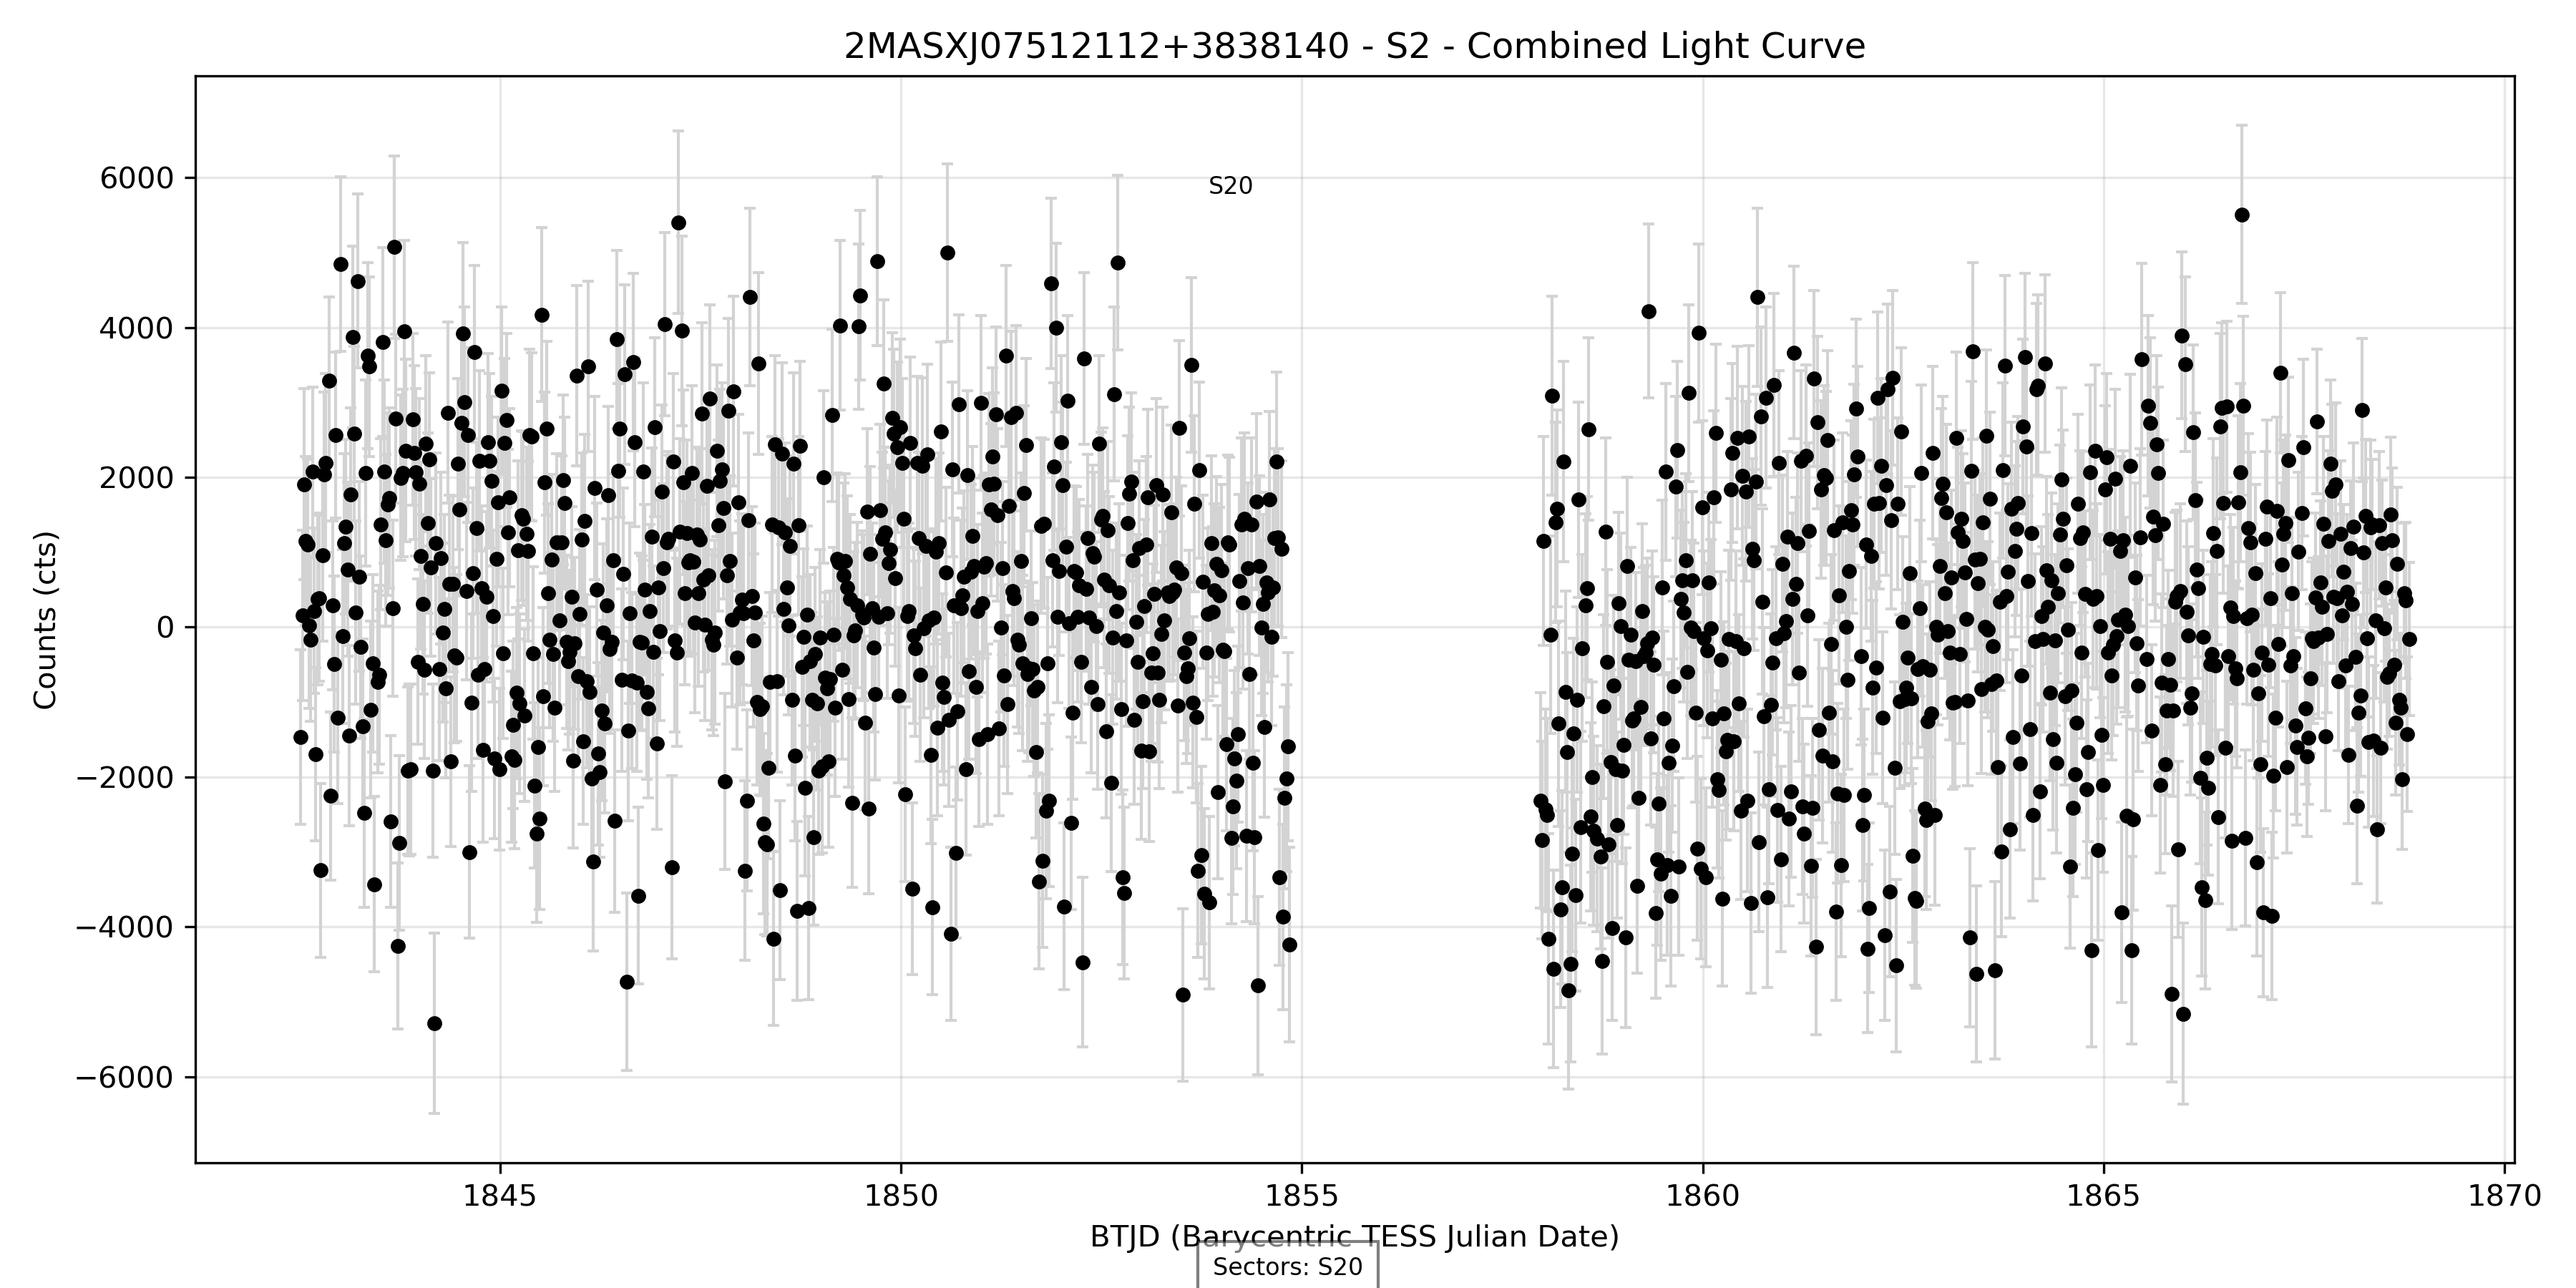 2MASXJ07512112+3838140 - S2 - Combined Light Curve
Counts (cts)
6000
4000
2000
0
−2000
−4000
−6000
S20
1845
1850
1855
1860
1865
1870
BTJD (Barycentric TESS Julian Date)
Sectors: S20